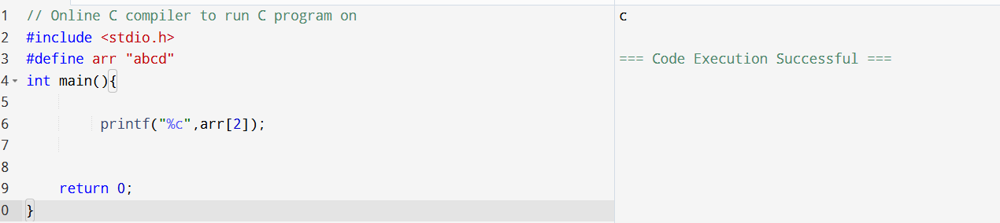 1 // Online C compiler to run C program on
2 #include <stdio.h>
3 #define arr "abcd"
4 int main(){
5
6 printf("%c",arr[2]);
7
8
9 return 0;
0 }
c
=== Code Execution Successful ===